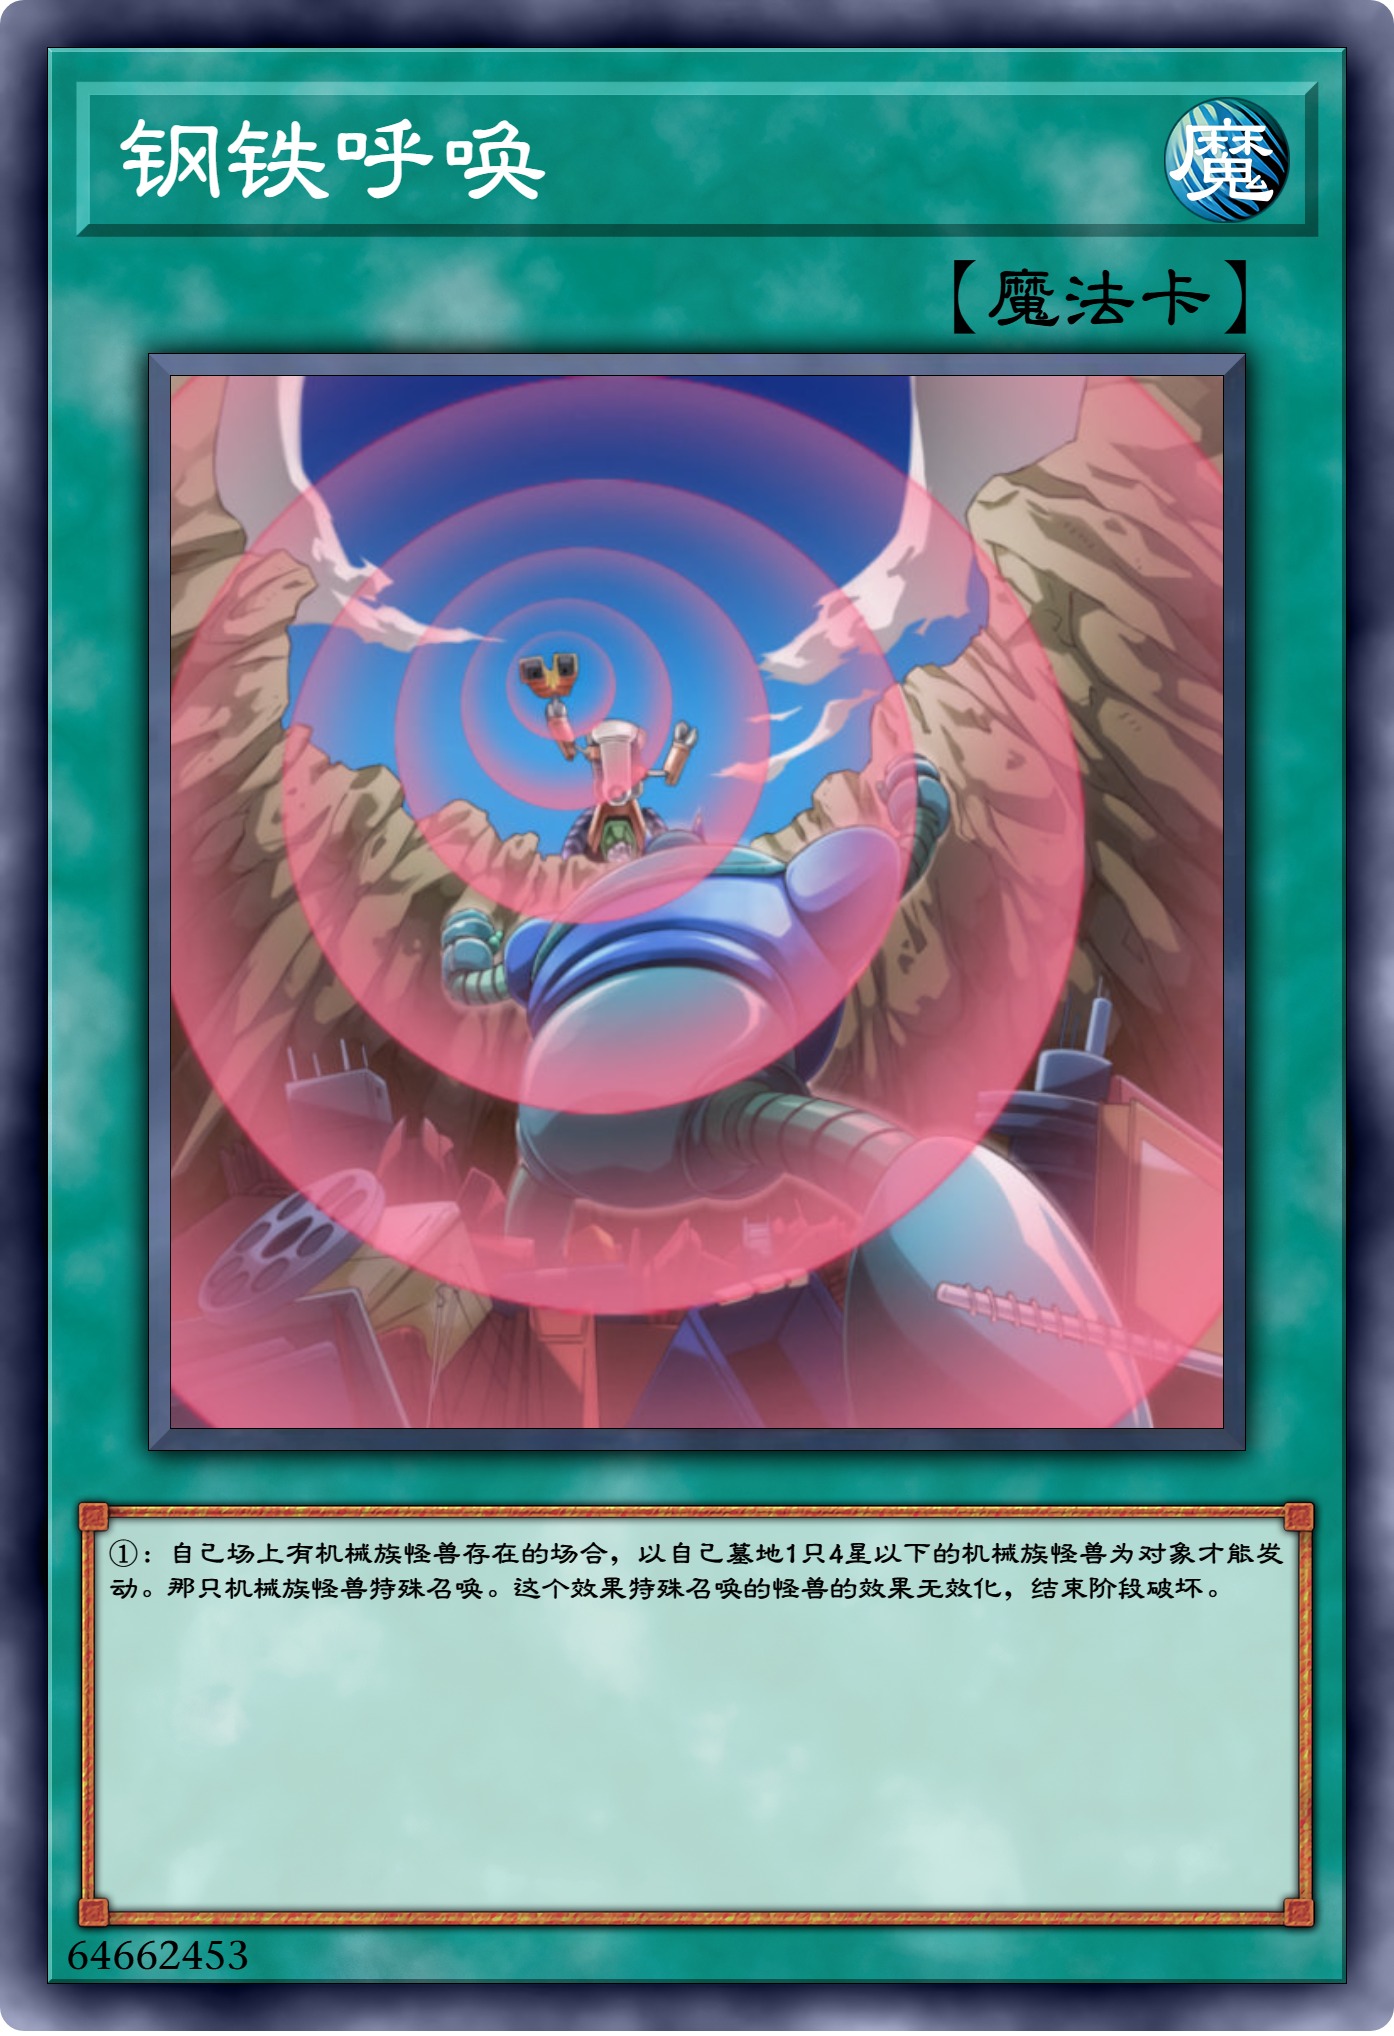 钢铁呼唤
魔
【魔法卡】
①：自己场上有机械族怪兽存在的场合，以自己墓地1只4星以下的机械族怪兽为对象才能发
动。那只机械族怪兽特殊召唤。这个效果特殊召唤的怪兽的效果无效化，结束阶段破坏。
64662453